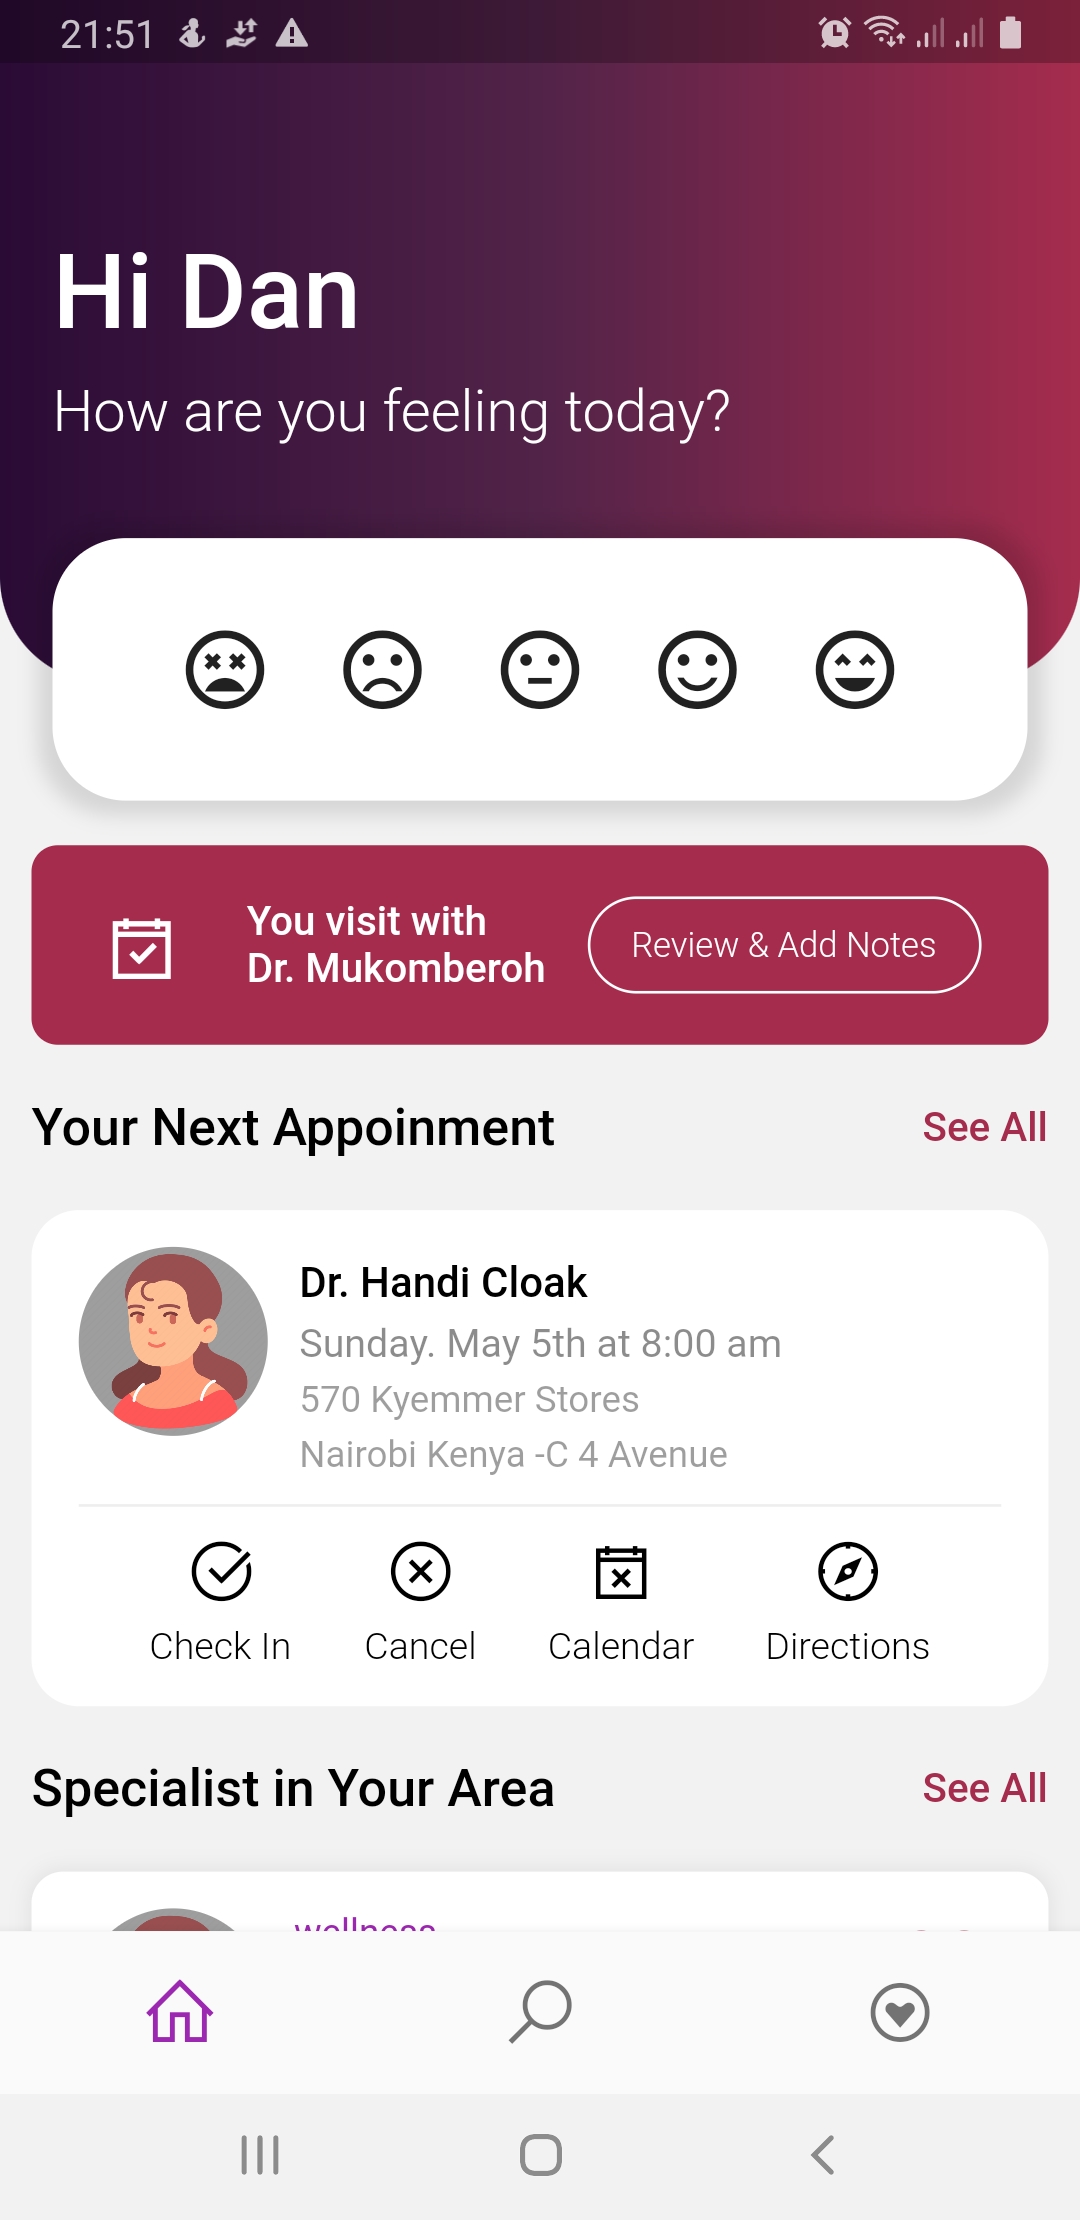 21:51
Hi Dan
How are you feeling today?
You visit with
Dr. Mukomberoh
Review & Add Notes
Your Next Appoinment
See All
Dr. Handi Cloak
Sunday. May 5th at 8:00 am
570 Kyemmer Stores
Nairobi Kenya -C 4 Avenue
Check In
Cancel
Calendar
Directions
Specialist in Your Area
See All
wellness